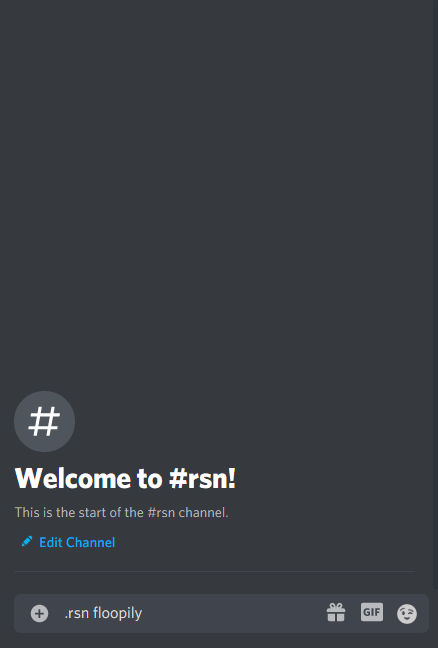 #
Welcome to #rsn!
This is the start of the #rsn channel.
Edit Channel
.rsn floopily
GIF